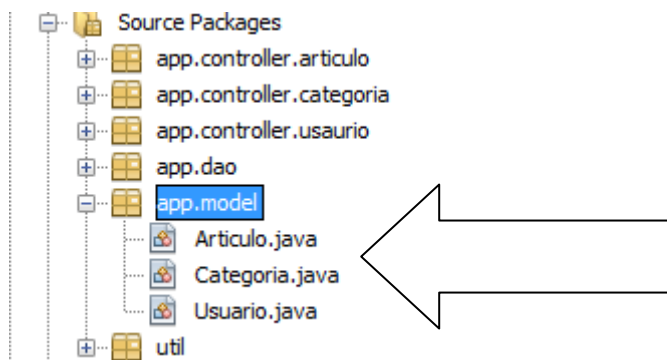 Source Packages
app.controller.articulo
app.controller.categoria
app.controller.usaurio
app.dao
app.model
Articulo.java
Categoria.java
Usuario.java
util